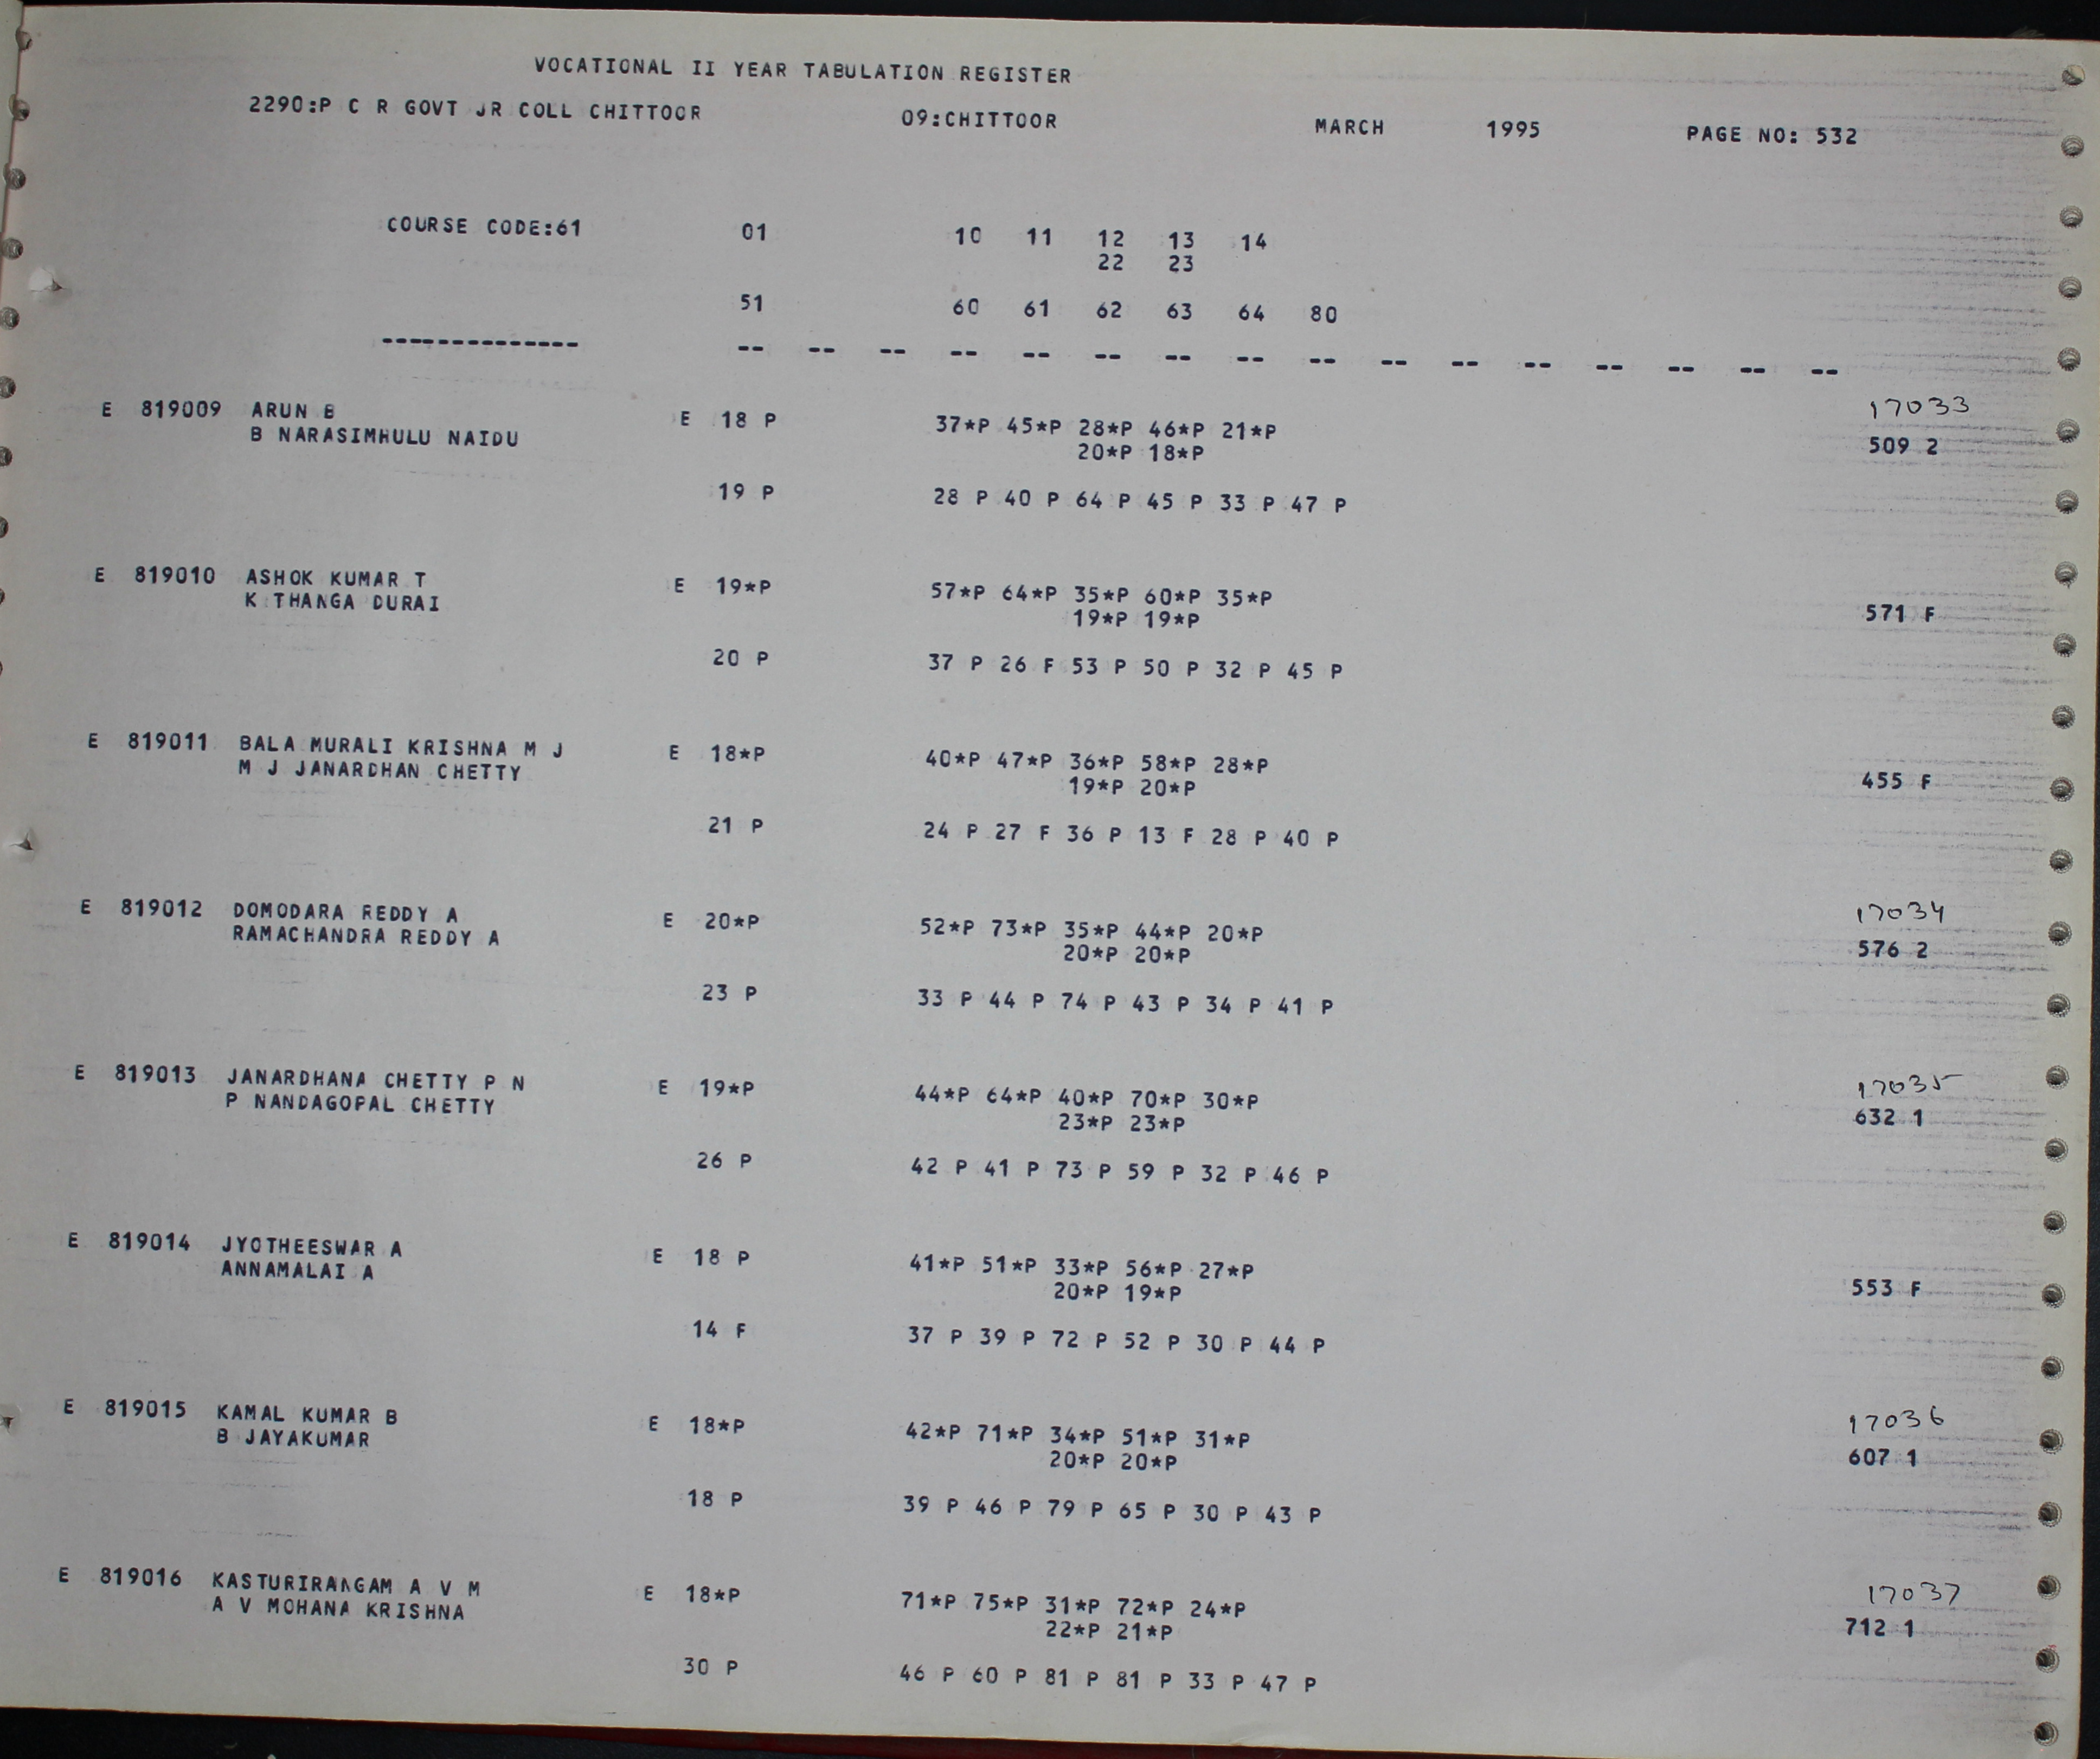 VOCATIONAL II YEAR TABULATION REGISTER
2290:P C R GOVT JR COLL CHITTOOR 09:CHITTOOR MARCH 1995 PAGE NO: 532
COURSE CODE:61 01 10 11 12 13 14
22 23
51 60 61 62 63 64 80
-------------- -- -- -- -- -- -- -- -- -- -- -- -- -- -- -- --
17033
E 819009 ARUN B E 18 P 37*P 45*P 28*P 46*P 21*P
B NARASIMHULU NAIDU 20*P 18*P 509 2
19 P 28 P 40 P 64 P 45 P 33 P 47 P
E 819010 ASHOK KUMAR T E 19*P 57*P 64*P 35*P 60*P 35*P
K THANGA DURAI 19*P 19*P 571 F
20 P 37 P 26 F 53 P 50 P 32 P 45 P
E 819011 BALA MURALI KRISHNA M J E 18*P 40*P 47*P 36*P 58*P 28*P
M J JANARDHAN CHETTY 19*P 20*P 455 F
21 P 24 P 27 F 36 P 13 F 28 P 40 P
17034
E 819012 DOMODARA REDDY A E 20*P 52*P 73*P 35*P 44*P 20*P
RAMACHANDRA REDDY A 20*P 20*P 576 2
23 P 33 P 44 P 74 P 43 P 34 P 41 P
17035
E 819013 JANARDHANA CHETTY P N E 19*P 44*P 64*P 40*P 70*P 30*P
P NANDAGOPAL CHETTY 23*P 23*P 632 1
26 P 42 P 41 P 73 P 59 P 32 P 46 P
E 819014 JYOTHEESWAR A E 18 P 41*P 51*P 33*P 56*P 27*P
ANNAMALAI A 20*P 19*P 553 F
14 F 37 P 39 P 72 P 52 P 30 P 44 P
17036
E 819015 KAMAL KUMAR B E 18*P 42*P 71*P 34*P 51*P 31*P
B JAYAKUMAR 20*P 20*P 607 1
18 P 39 P 46 P 79 P 65 P 30 P 43 P
17037
E 819016 KASTURIRANGAM A V M E 18*P 71*P 75*P 31*P 72*P 24*P
A V MOHANA KRISHNA 22*P 21*P 712 1
30 P 46 P 60 P 81 P 81 P 33 P 47 P